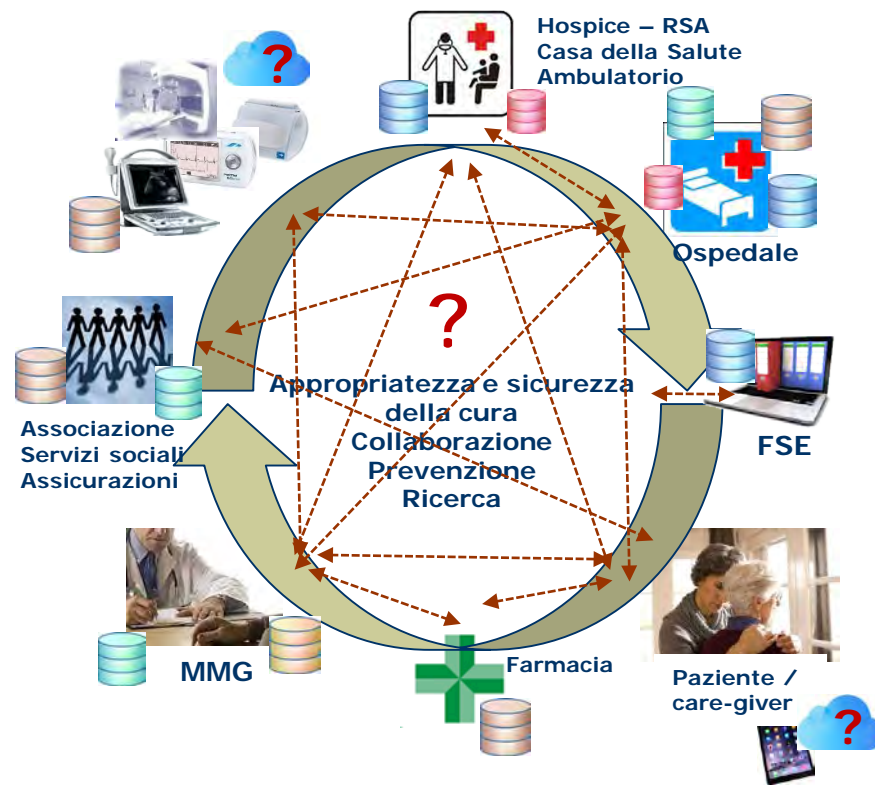 Hospice – RSA
Casa della Salute
Ambulatorio
?
Ospedale
?
Appropriatezza e sicurezza
della cura
Collaborazione
Prevenzione
Ricerca
FSE
Associazione
Servizi sociali
Assicurazioni
MMG
Farmacia
Paziente /
care-giver
?